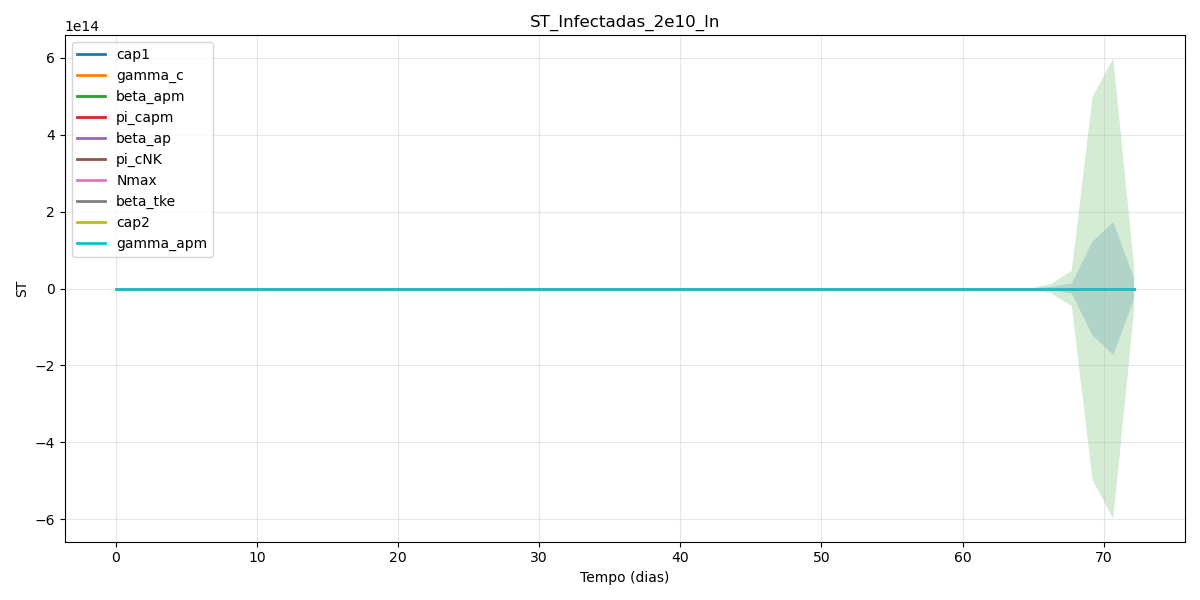 ST_Infectadas_2e10_ln
1e14
cap1
gamma_c
beta_apm
pi_capm
beta_ap
pi_cNK
Nmax
beta_tke
cap2
gamma_apm
6
4
2
0
−2
−4
−6
ST
0 10 20 30 40 50 60 70
Tempo (dias)